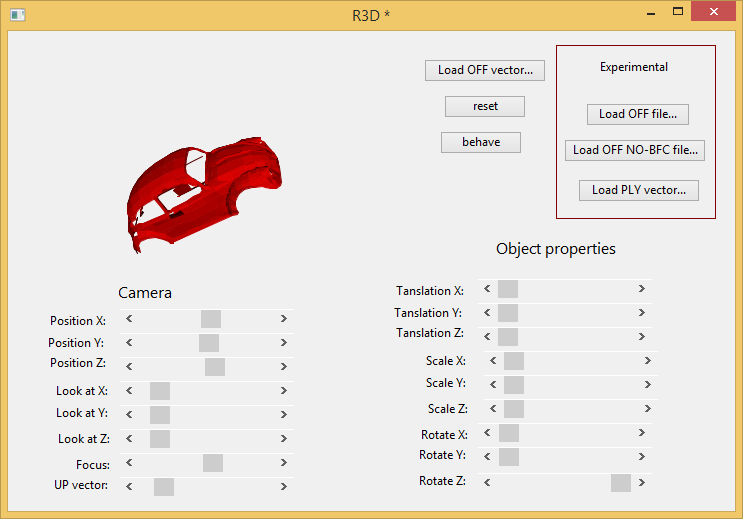 R3D *
Load OFF vector...
reset
behave
Experimental
Load OFF file...
Load OFF NO-BFC file...
Load PLY vector...
Camera
Position X:
Position Y:
Position Z:
Look at X:
Look at Y:
Look at Z:
Focus:
UP vector:
Object properties
Tanslation X:
Tanslation Y:
Tanslation Z:
Scale X:
Scale Y:
Scale Z:
Rotate X:
Rotate Y:
Rotate Z: